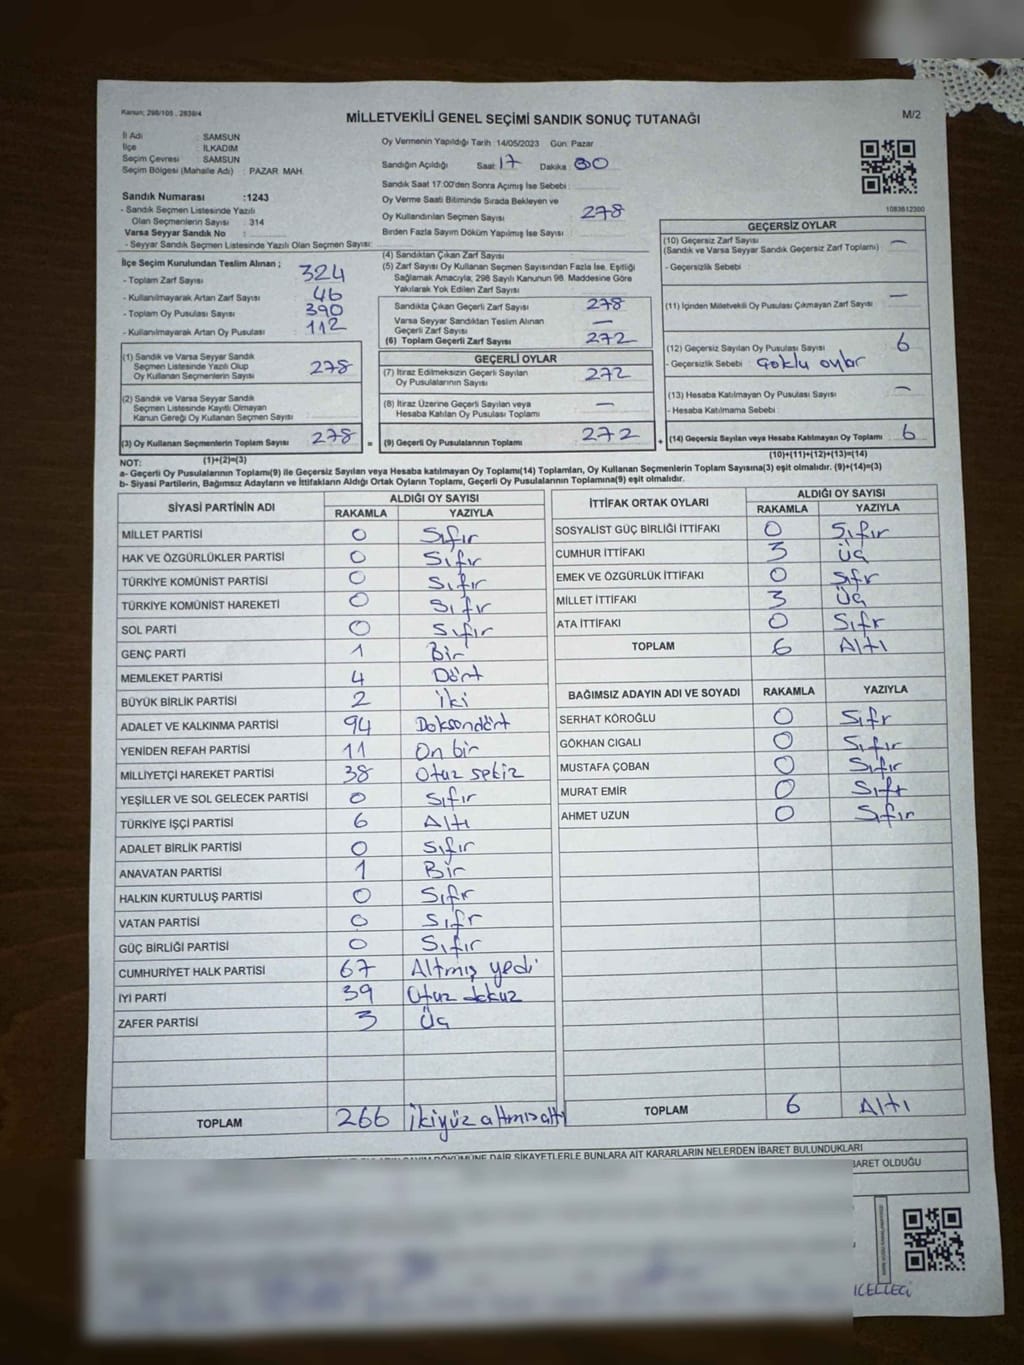 Kanun: 298/105 , 2839/4
MİLLETVEKİLİ GENEL SEÇİMİ SANDIK SONUÇ TUTANAĞI
M/2
İl Adı : SAMSUN
İlçe : İLKADIM
Seçim Çevresi : SAMSUN
Seçim Bölgesi (Mahalle Adı) : PAZAR MAH.
Sandık Numarası :1243
- Sandık Seçmen Listesinde Yazılı
Olan Seçmenlerin Sayısı : 314
Varsa Seyyar Sandık No :
- Seyyar Sandık Seçmen Listesinde Yazılı Olan Seçmen Sayısı:
Oy Vermenin Yapıldığı Tarih :14/05/2023 Gün: Pazar
Sandığın Açıldığı Saat: 17 Dakika: 00
Sandık Saat 17:00'den Sonra Açımış İse Sebebi :
Oy Verme Saati Bitiminde Sırada Bekleyen ve
Oy Kullandırılan Seçmen Sayısı 278
Birden Fazla Sayım Döküm Yapılmış İse Sayısı :
1083812300
İlçe Seçim Kurulundan Teslim Alınan ;
- Toplam Zarf Sayısı : 324
- Kullanılmayarak Artan Zarf Sayısı : 46
- Toplam Oy Pusulası Sayısı : 390
- Kullanılmayarak Artan Oy Pusulası : 112
(1) Sandık ve Varsa Seyyar Sandık
Seçmen Listesinde Yazılı Olup
Oy Kullanan Seçmenlerin Sayısı : 278
(2) Sandık ve Varsa Seyyar Sandık
Seçmen Listesinde Kayıtlı Olmayan
Kanun Gereği Oy Kullanan Seçmen Sayısı :
(3) Oy Kullanan Seçmenlerin Toplam Sayısı : 278
(1)+(2)=(3)
(4) Sandıktan Çıkan Zarf Sayısı :
(5) Zarf Sayısı Oy Kullanan Seçmen Sayısından Fazla İse, Eşitliği
Sağlamak Amacıyla; 298 Sayılı Kanunun 98. Maddesine Göre
Yakılarak Yok Edilen Zarf Sayısı :
Sandıkta Çıkan Geçerli Zarf Sayısı : 278
Varsa Seyyar Sandıktan Teslim Alınan
Geçerli Zarf Sayısı : —
(6) Toplam Geçerli Zarf Sayısı : 272
GEÇERLİ OYLAR
(7) İtiraz Edilmeksizin Geçerli Sayılan
Oy Pusulalarının Sayısı : 272
(8) İtiraz Üzerine Geçerli Sayılan veya
Hesaba Katılan Oy Pusulası Toplamı : —
= (9) Geçerli Oy Pusulalarının Toplamı : 272
GEÇERSİZ OYLAR
(10) Geçersiz Zarf Sayısı : —
(Sandık ve Varsa Seyyar Sandık Geçersiz Zarf Toplamı)
- Geçersizlik Sebebi :
(11) İçinden Milletvekili Oy Pusulası Çıkmayan Zarf Sayısı : —
(12) Geçersiz Sayılan Oy Pusulası Sayısı : 6
- Geçersizlik Sebebi : Çoklu oylar
(13) Hesaba Katılmayan Oy Pusulası Sayısı : —
- Hesaba Katılmama Sebebi :
+ (14) Geçersiz Sayılan veya Hesaba Katılmayan Oy Toplamı : 6
(10)+(11)+(12)+(13)=(14)
NOT:
a- Geçerli Oy Pusulalarının Toplamı(9) ile Geçersiz Sayılan veya Hesaba katılmayan Oy Toplamı(14) Toplamları, Oy Kullanan Seçmenlerin Toplam Sayısına(3) eşit olmalıdır. (9)+(14)=(3)
b- Siyasi Partilerin, Bağımsız Adayların ve İttifakların Aldığı Ortak Oyların Toplamı, Geçerli Oy Pusulalarının Toplamına(9) eşit olmalıdır.
SİYASİ PARTİNİN ADI ALDIĞI OY SAYISI
RAKAMLA YAZIYLA
MİLLET PARTİSİ 0 Sıfır
HAK VE ÖZGÜRLÜKLER PARTİSİ 0 Sıfır
TÜRKİYE KOMÜNİST PARTİSİ 0 Sıfır
TÜRKİYE KOMÜNİST HAREKETİ 0 Sıfır
SOL PARTİ 0 Sıfır
GENÇ PARTİ 1 Bir
MEMLEKET PARTİSİ 4 Dört
BÜYÜK BİRLİK PARTİSİ 2 iki
ADALET VE KALKINMA PARTİSİ 94 Doksondört
YENİDEN REFAH PARTİSİ 11 On bir
MİLLİYETÇİ HAREKET PARTİSİ 38 Otuz sekiz
YEŞİLLER VE SOL GELECEK PARTİSİ 0 Sıfır
TÜRKİYE İŞÇİ PARTİSİ 6 Altı
ADALET BİRLİK PARTİSİ 0 Sıfır
ANAVATAN PARTİSİ 1 Bir
HALKIN KURTULUŞ PARTİSİ 0 Sıfır
VATAN PARTİSİ 0 Sıfr
GÜÇ BİRLİĞİ PARTİSİ 0 Sıfır
CUMHURİYET HALK PARTİSİ 67 Altmış yedi
İYİ PARTİ 39 Otuz dokuz
ZAFER PARTİSİ 3 Üç
TOPLAM 266 İkiyüz altmışaltı
İTTİFAK ORTAK OYLARI ALDIĞI OY SAYISI
RAKAMLA YAZIYLA
SOSYALİST GÜÇ BİRLİĞİ İTTİFAKI 0 Sıfır
CUMHUR İTTİFAKI 3 Üç
EMEK VE ÖZGÜRLÜK İTTİFAKI 0 Sıfr
MİLLET İTTİFAKI 3 Üç
ATA İTTİFAKI 0 Sıfr
TOPLAM 6 Altı
BAĞIMSIZ ADAYIN ADI VE SOYADI RAKAMLA YAZIYLA
SERHAT KÖROĞLU 0 Sıfr
GÖKHAN CIGALI 0 Sıfır
MUSTAFA ÇOBAN 0 Sıfır
MURAT EMİR 0 Sıfr
AHMET UZUN 0 Sıfır
TOPLAM 6 Altı
DÖKÜMÜNE DAİR ŞİKAYETLERLE BUNLARA AİT KARARLARIN NELERDEN İBARET BULUNDUKLARI
BARET OLDUĞU